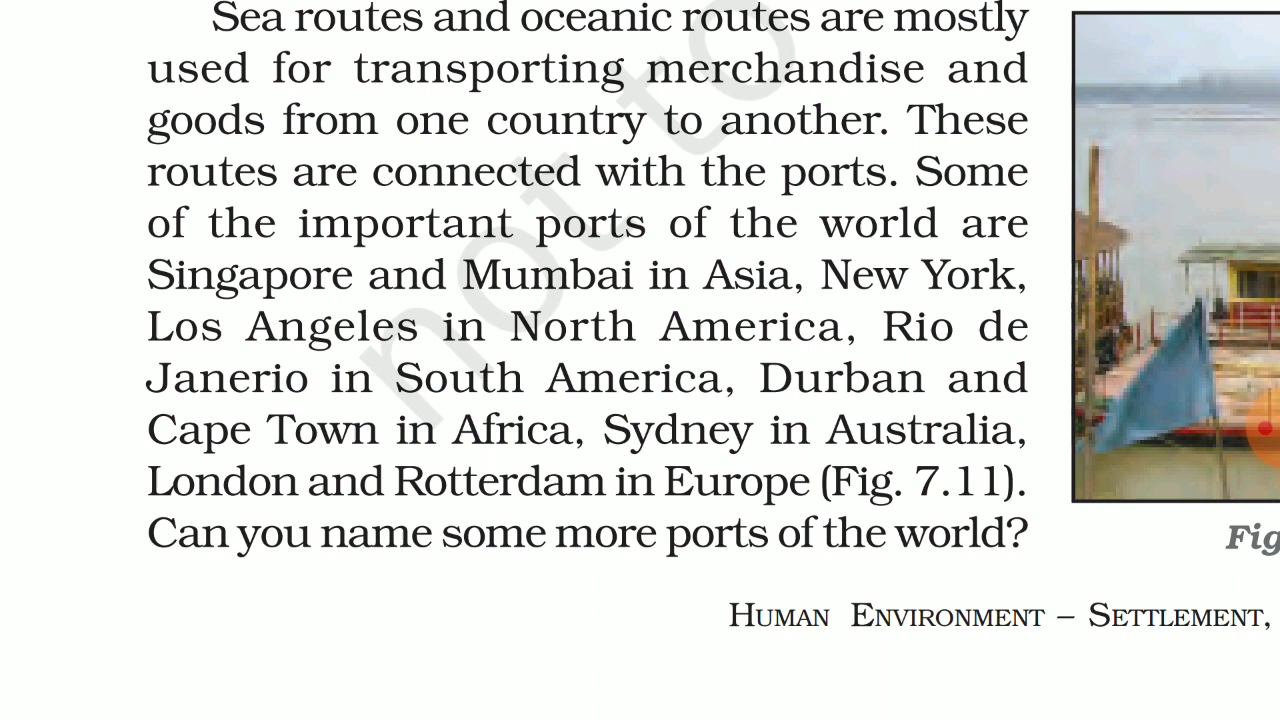 Sea routes and oceanic routes are mostly
used for transporting merchandise and
goods from one country to another. These
routes are connected with the ports. Some
of the important ports of the world are
Singapore and Mumbai in Asia, New York,
Los Angeles in North America, Rio de
Janerio in South America, Durban and
Cape Town in Africa, Sydney in Australia,
London and Rotterdam in Europe (Fig. 7.11).
Can you name some more ports of the world?
not to
Fig
Human Environment – Settlement,